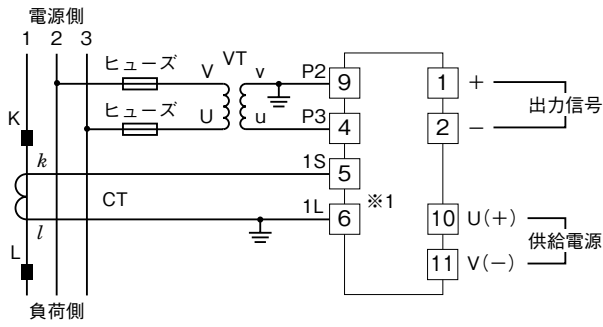 電源側
1 2 3
ヒューズ VT
V v P2 9 1 +
出力信号
ヒューズ
U u P3 4 2 −
K
k 1S 5
※1
CT
l 1L 6 10 U(+)
供給電源
L 11 V(−)
負荷側